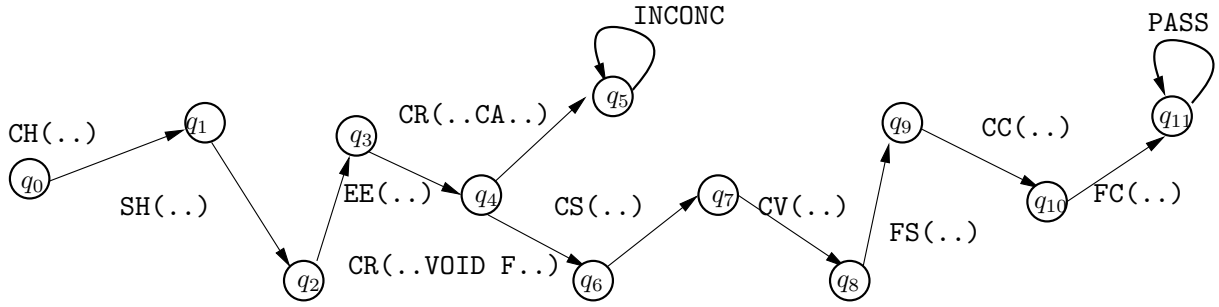 INCONC
PASS
CH(..)
q0
q1
SH(..)
q2
q3
EE(..)
CR(..CA..)
q4
q5
CR(..VOID F..)
q6
CS(..)
q7
CV(..)
q8
FS(..)
q9
CC(..)
q10
FC(..)
q11